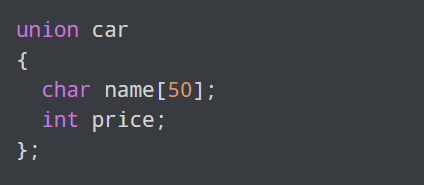 union car
{
  char name[50];
  int price;
};